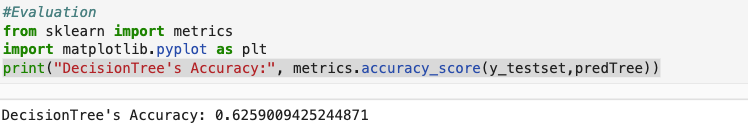 #Evaluation
from sklearn import metrics
import matplotlib.pyplot as plt
print("DecisionTree's Accuracy:", metrics.accuracy_score(y_testset,predTree))
DecisionTree's Accuracy: 0.6259009425244871